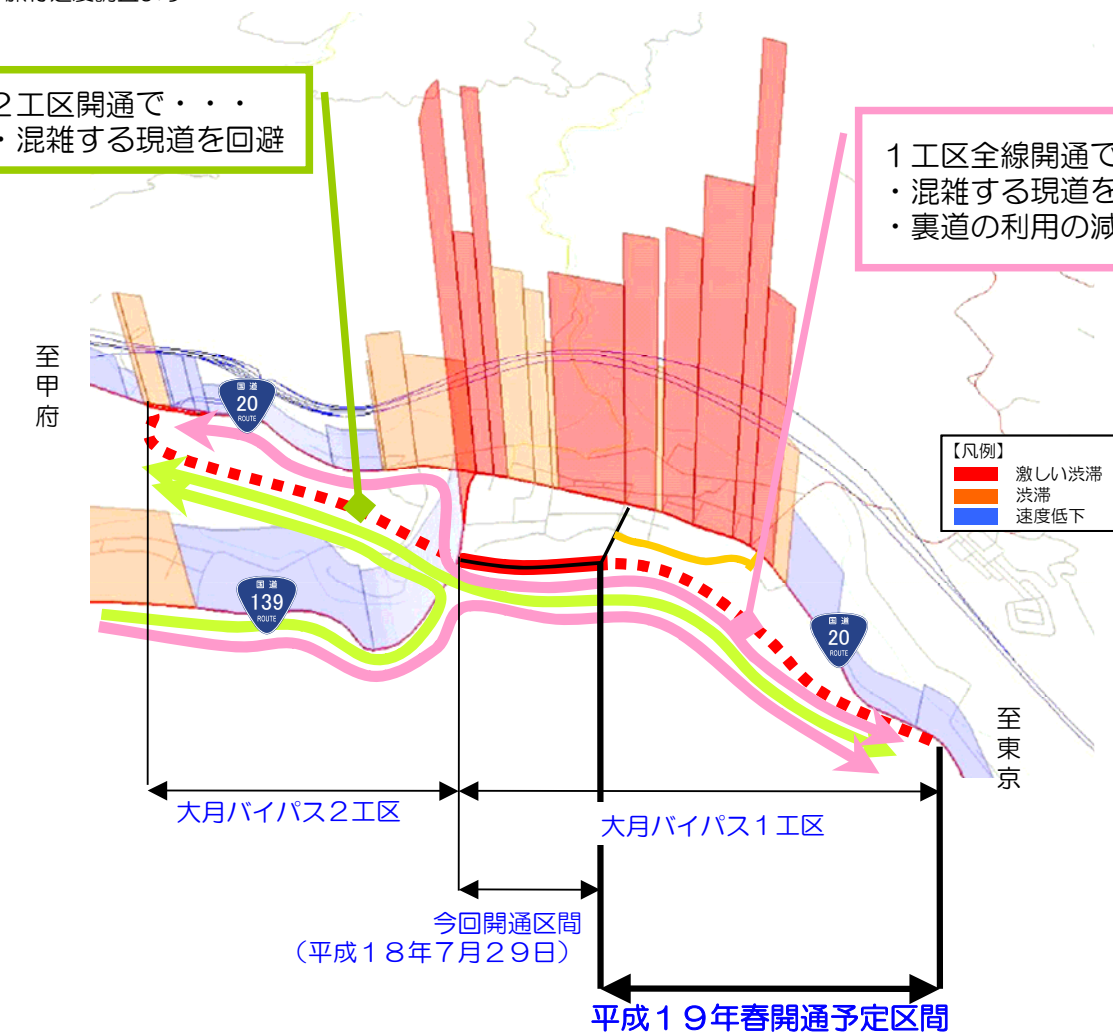 ２工区開通で・・・
・混雑する現道を回避
１工区全線開通で
・混雑する現道を
・裏道の利用の減
至甲府
国道
20
ROUTE
【凡例】
激しい渋滞
渋滞
速度低下
国道
139
ROUTE
国道
20
ROUTE
至東京
大月バイパス２工区
大月バイパス１工区
今回開通区間
（平成１８年７月２９日）
平成１９年春開通予定区間